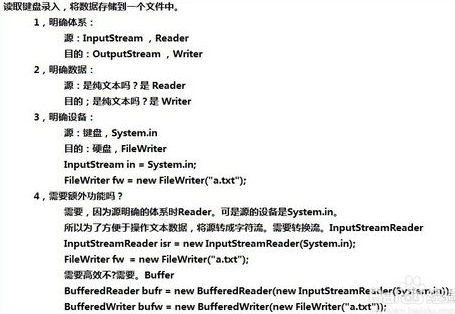 读取键盘录入，将数据存储到一个文件中。
1，明确体系：
源：InputStream ，Reader
目的：OutputStream ，Writer
2，明确数据：
源：是纯文本吗？是 Reader
目的；是纯文本吗？是 Writer
3，明确设备：
源：键盘，System.in
目的：硬盘，FileWriter
InputStream in = System.in;
FileWriter fw = new FileWriter("a.txt");
4，需要额外功能吗？
需要，因为源明确的体系时Reader。可是源的设备是System.in。
所以为了方便于操作文本数据，将源转成字符流。需要转换流。InputStreamReader
InputStreamReader isr = new InputStreamReader(System.in);
FileWriter fw = new FileWriter("a.txt");
需要高效不?需要。Buffer
BufferedReader bufr = new BufferedReader(new InputStreamReader(System.in));
BufferedWriter bufw = new BufferedWriter(new FileWriter("a.txt"));